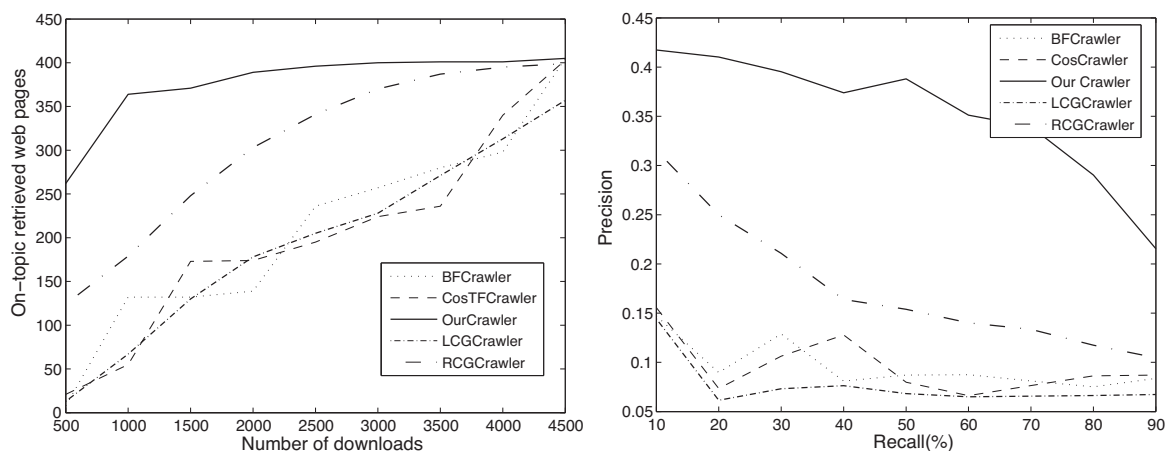 On-topic retrieved web pages
450
400
350
300
250
200
150
100
50
0
500 1000 1500 2000 2500 3000 3500 4000 4500
Number of downloads
BFCrawler
CosTFCrawler
OurCrawler
LCGCrawler
RCGCrawler
Precision
0.45
0.4
0.35
0.3
0.25
0.2
0.15
0.1
0.05
10 20 30 40 50 60 70 80 90
Recall(%)
BFCrawler
CosCrawler
Our Crawler
LCGCrawler
RCGCrawler